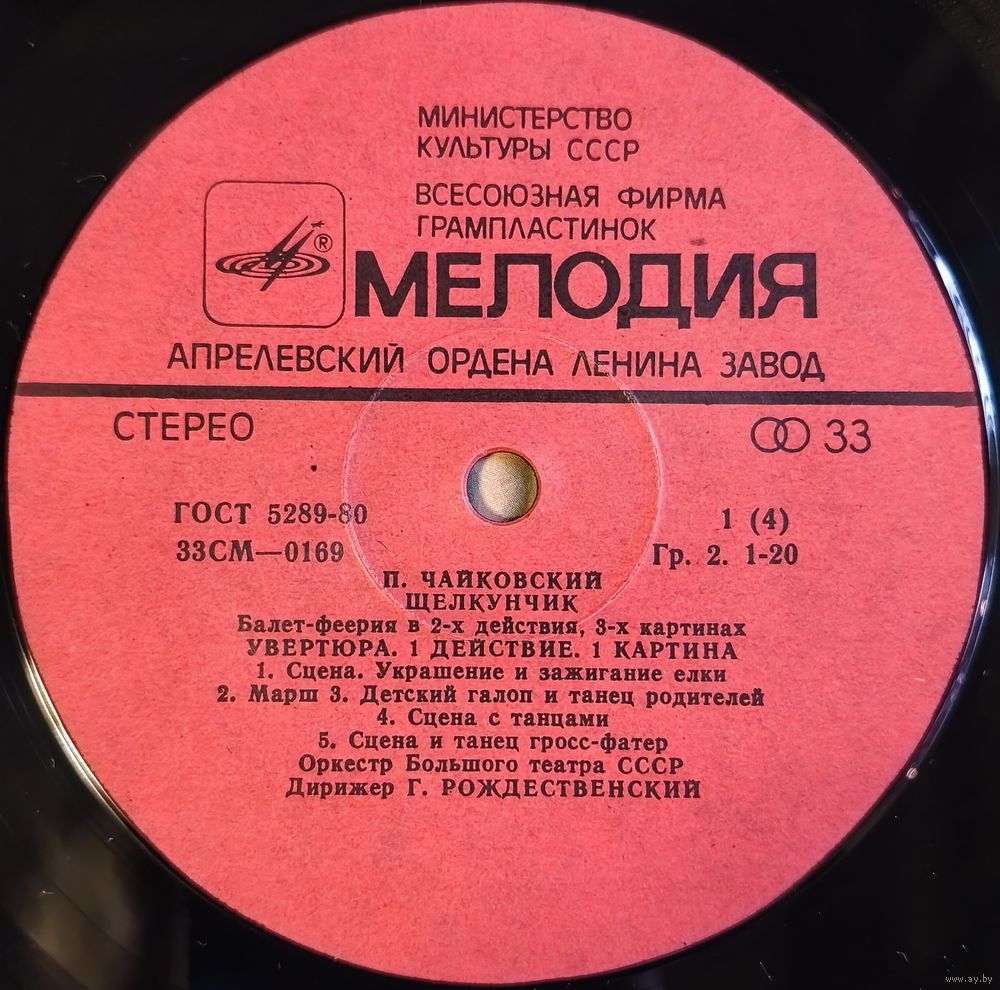 МИНИСТЕРСТВО
КУЛЬТУРЫ СССР
ВСЕСОЮЗНАЯ ФИРМА
ГРАМПЛАСТИНОК
®
МЕЛОДИЯ
АПРЕЛЕВСКИЙ ОРДЕНА ЛЕНИНА ЗАВОД
СТЕРЕО 33
ГОСТ 5289-80 1 (4)
33СМ—0169 Гр. 2. 1-20
П. ЧАЙКОВСКИЙ
ЩЕЛКУНЧИК
Балет-феерия в 2-х действия, 3-х картинах
УВЕРТЮРА. 1 ДЕЙСТВИЕ. 1 КАРТИНА
1. Сцена. Украшение и зажигание елки
2. Марш 3. Детский галоп и танец родителей
4. Сцена с танцами
5. Сцена и танец гросс-фатер
Оркестр Большого театра СССР
Дирижер Г. РОЖДЕСТВЕНСКИЙ
www.ay.by